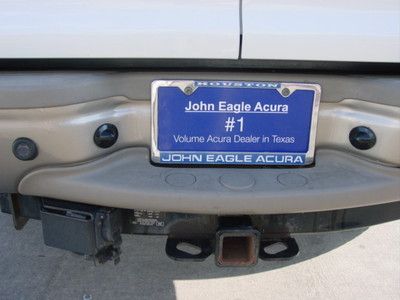 HOUSTON
John Eagle Acura
#1
Volume Acura Dealer in Texas
JOHN EAGLE ACURA